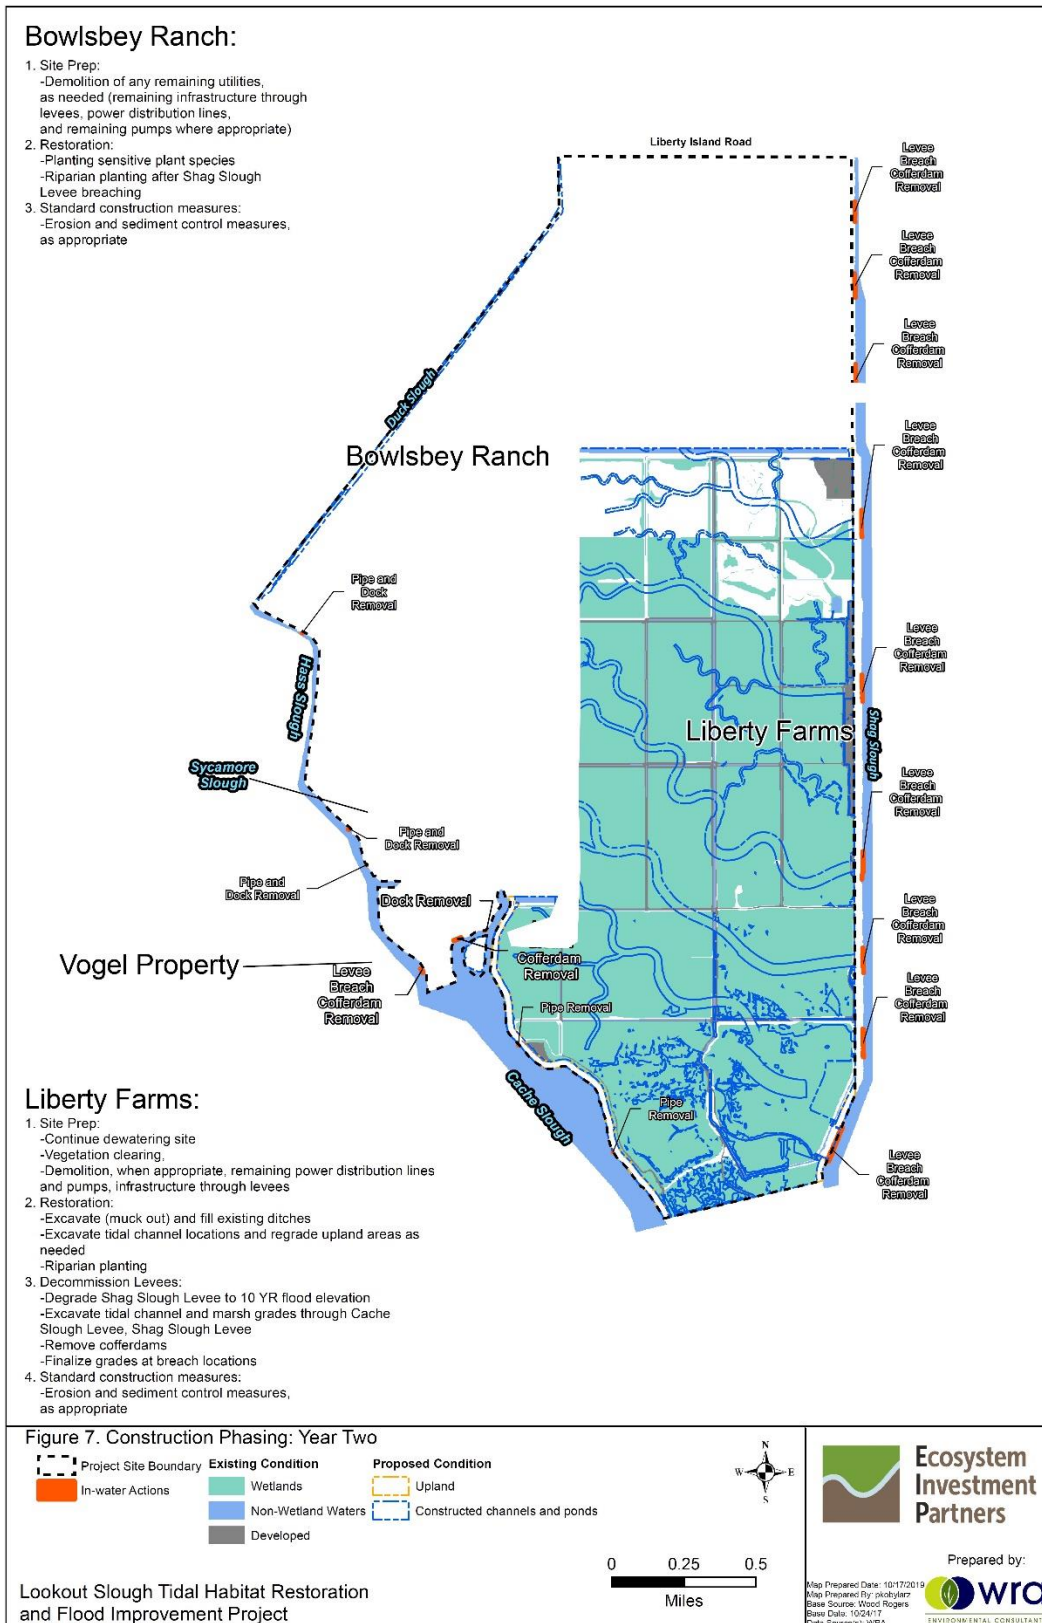 Bowlsbey Ranch:
1. Site Prep:
-Demolition of any remaining utilities,
as needed (remaining infrastructure through
levees, power distribution lines,
and remaining pumps where appropriate)
2. Restoration:
-Planting sensitive plant species
-Riparian planting after Shag Slough
Levee breaching
3. Standard construction measures:
-Erosion and sediment control measures,
as appropriate
Liberty Island Road
Levee
Breach
Cofferdam
Removal
Levee
Breach
Cofferdam
Removal
Levee
Breach
Cofferdam
Removal
Duck Slough
Levee
Breach
Cofferdam
Removal
Bowlsbey Ranch
Pipe and
Dock
Removal
Levee
Breach
Cofferdam
Removal
Hass Slough
Liberty Farms
Shag Slough
Sycamore
Slough
Levee
Breach
Cofferdam
Removal
Pipe and
Dock Removal
Pipe and
Dock Removal
Dock Removal
Levee
Breach
Cofferdam
Removal
Vogel Property
Cofferdam
Removal
Levee
Breach
Cofferdam
Removal
Levee
Breach
Cofferdam
Removal
Pipe Removal
Cache Slough
Pipe
Removal
Levee
Breach
Cofferdam
Removal
Liberty Farms:
1. Site Prep:
-Continue dewatering site
-Vegetation clearing,
-Demolition, when appropriate, remaining power distribution lines
and pumps, infrastructure through levees
2. Restoration:
-Excavate (muck out) and fill existing ditches
-Excavate tidal channel locations and regrade upland areas as
needed
-Riparian planting
3. Decommission Levees:
-Degrade Shag Slough Levee to 10 YR flood elevation
-Excavate tidal channel and marsh grades through Cache
Slough Levee, Shag Slough Levee
-Remove cofferdams
-Finalize grades at breach locations
4. Standard construction measures:
-Erosion and sediment control measures,
as appropriate
Figure 7. Construction Phasing: Year Two
Project Site Boundary
In-water Actions
Existing Condition
Wetlands
Non-Wetland Waters
Developed
Proposed Condition
Upland
Constructed channels and ponds
N
W E
S
0 0.25 0.5
Miles
Lookout Slough Tidal Habitat Restoration
and Flood Improvement Project
Ecosystem
Investment
Partners
Prepared by:
Map Prepared Date: 10/17/2019
Map Prepared By: pkobylarz
Base Source: Wood Rogers
Base Date: 10/24/17
wra
ENVIRONMENTAL CONSULTANT